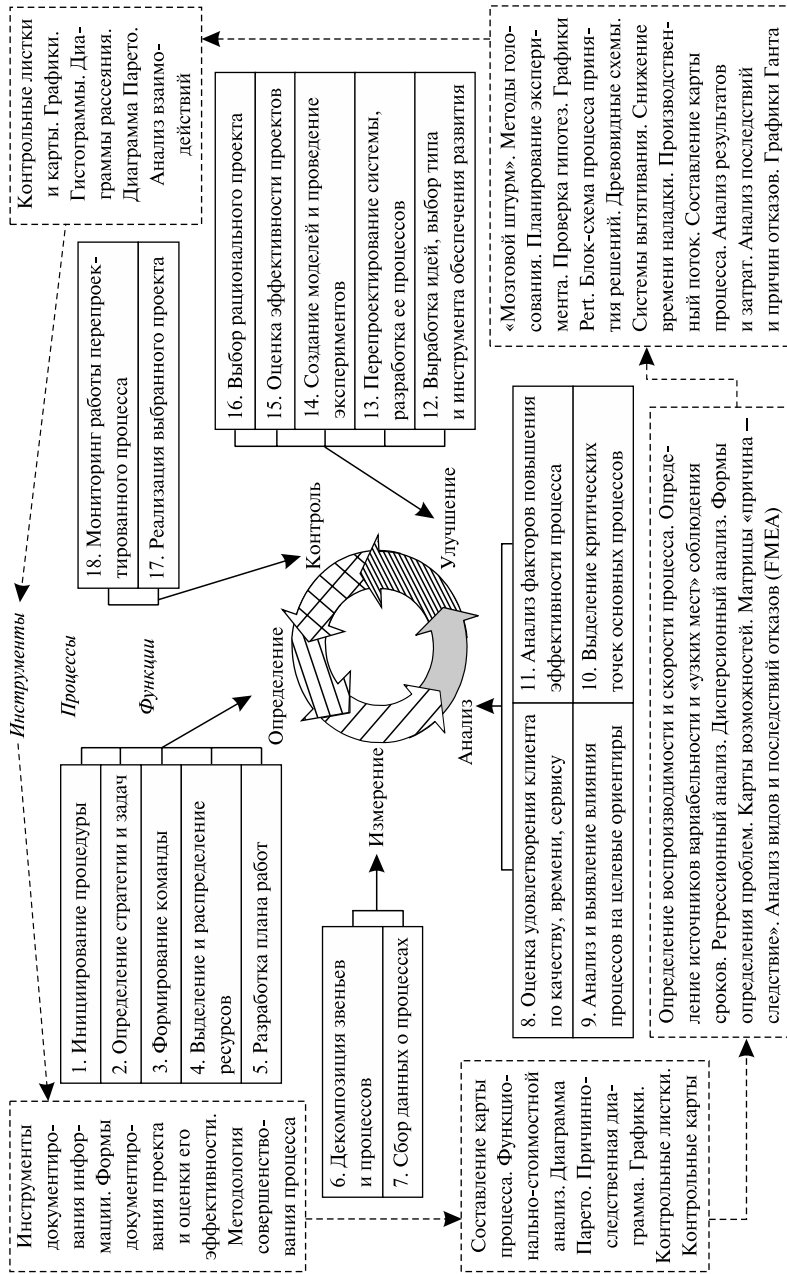 Инструменты
Процессы
Функции
Инструменты
документиро-
вания инфор-
мации. Формы
документиро-
вания проекта
и оценки его
эффективности.
Методология
совершенство-
вания процесса
1. Инициирование процедуры
2. Определение стратегии и задач
3. Формирование команды
4. Выделение и распределение
ресурсов
5. Разработка плана работ
Определение
6. Декомпозиция звеньев
и процессов
7. Сбор данных о процессах
Измерение
Составление карты
процесса. Функцио-
нально-стоимостной
анализ. Диаграмма
Парето. Причинно-
следственная диа-
грамма. Графики.
Контрольные листки.
Контрольные карты
8. Оценка удовлетворения клиента
по качеству, времени, сервису
9. Анализ и выявление влияния
процессов на целевые ориентиры
11. Анализ факторов повышения
эффективности процесса
10. Выделение критических
точек основных процессов
Анализ
Определение воспроизводимости и скорости процесса. Опреде-
ление источников вариабельности и «узких мест» соблюдения
сроков. Регрессионный анализ. Дисперсионный анализ. Формы
определения проблем. Карты возможностей. Матрицы «причина –
следствие». Анализ видов и последствий отказов (FMEA)
16. Выбор рационального проекта
15. Оценка эффективности проектов
14. Создание моделей и проведение
экспериментов
13. Перепроектирование системы,
разработка ее процессов
12. Выработка идей, выбор типа
и инструмента обеспечения развития
Улучшение
«Мозговой штурм». Методы голо-
сования. Планирование экспери-
мента. Проверка гипотез. Графики
Pert. Блок-схема процесса приня-
тия решений. Древовидные схемы.
Системы вытягивания. Снижение
времени наладки. Производствен-
ный поток. Составление карты
процесса. Анализ результатов
и затрат. Анализ последствий
и причин отказов. Графики Ганта
18. Мониторинг работы перепроек-
тированного процесса
17. Реализация выбранного проекта
Контроль
Контрольные листки
и карты. Графики.
Гистограммы. Диа-
граммы рассеяния.
Диаграмма Парето.
Анализ взаимо-
действий